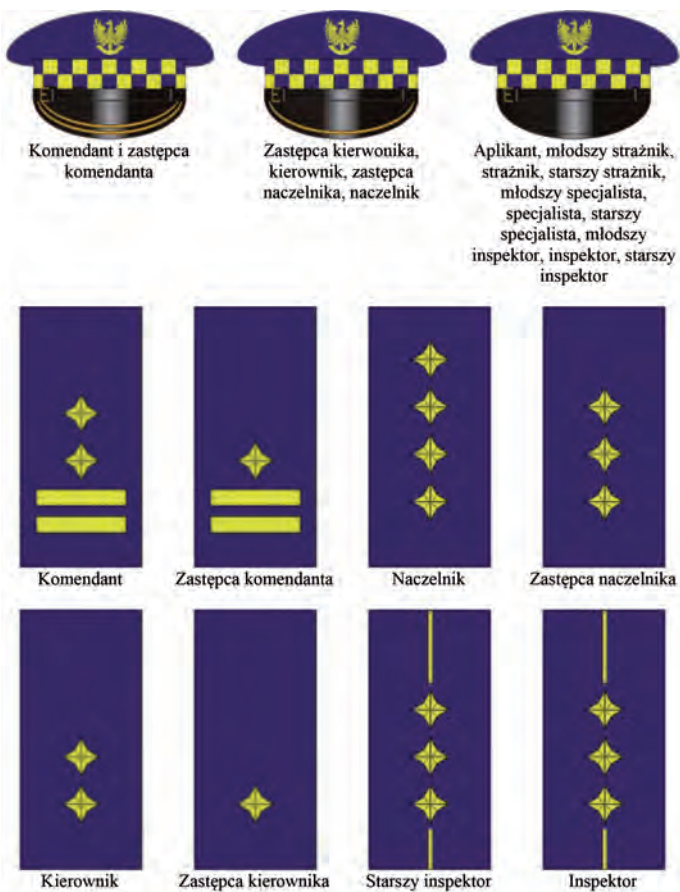 Komendant i zastępca
komendanta
Zastępca kierwonika,
kierownik, zastępca
naczelnika, naczelnik
Aplikant, młodszy strażnik,
strażnik, starszy strażnik,
młodszy specjalista,
specjalista, starszy
specjalista, młodszy
inspektor, inspektor, starszy
inspektor
Komendant
Zastępca komendanta
Naczelnik
Zastępca naczelnika
Kierownik
Zastępca kierownika
Starszy inspektor
Inspektor